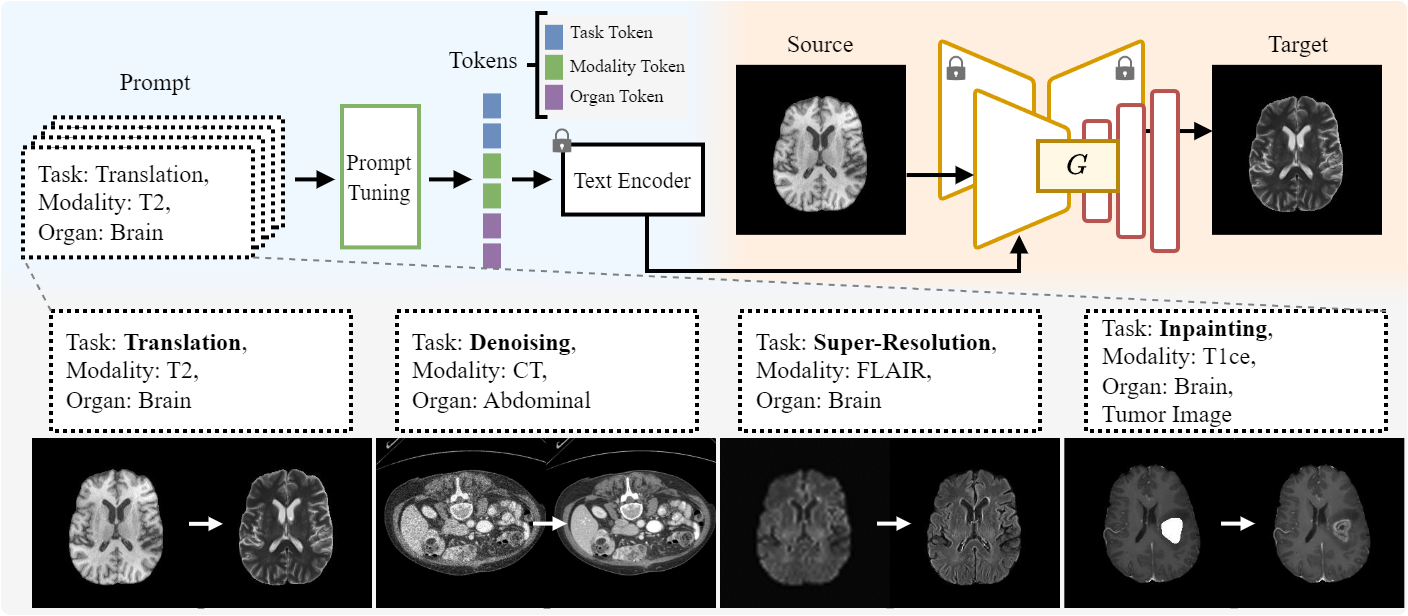 Prompt
Task: Translation,
Modality: T2,
Organ: Brain
Prompt
Tuning
Tokens
Task Token
Modality Token
Organ Token
Text Encoder
Source
G
Target
Task: Translation,
Modality: T2,
Organ: Brain
Task: Denoising,
Modality: CT,
Organ: Abdominal
Task: Super-Resolution,
Modality: FLAIR,
Organ: Brain
Task: Inpainting,
Modality: T1ce,
Organ: Brain,
Tumor Image